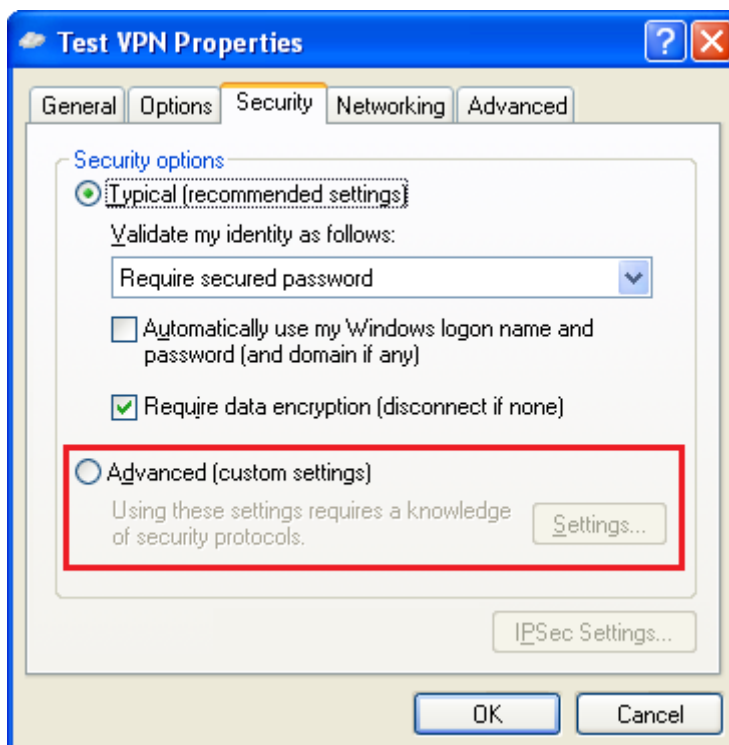 Test VPN Properties
General Options Security Networking Advanced
Security options
Typical (recommended settings)
Validate my identity as follows:
Require secured password
Automatically use my Windows logon name and
password (and domain if any)
Require data encryption (disconnect if none)
Advanced (custom settings)
Using these settings requires a knowledge
of security protocols.
Settings...
IPSec Settings...
OK Cancel